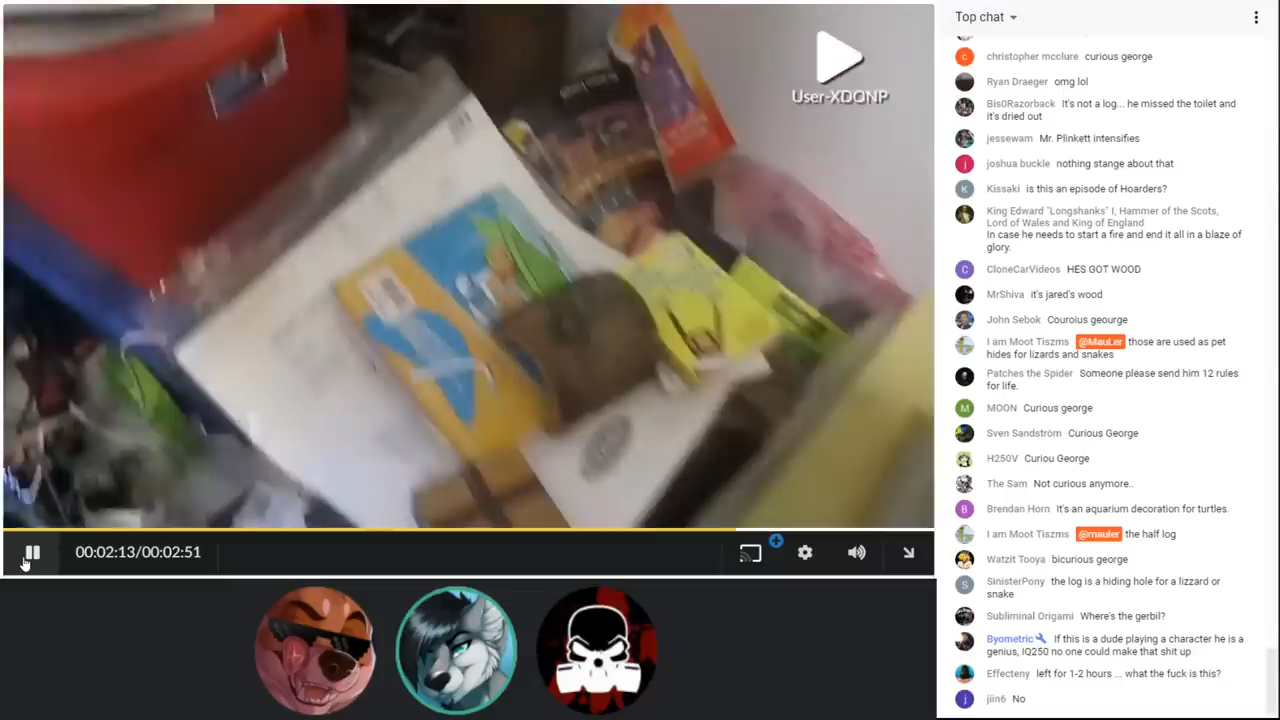 User-XDQNP
00:02:13/00:02:51
Top chat
christopher mcclure curious george
Ryan Draeger omg lol
Bis0Razorback It's not a log... he missed the toilet and
it's dried out
jessewam Mr. Plinkett intensifies
joshua buckle nothing stange about that
Kissaki is this an episode of Hoarders?
King Edward "Longshanks" I, Hammer of the Scots,
Lord of Wales and King of England
In case he needs to start a fire and end it all in a blaze of
glory.
CloneCarVideos HES GOT WOOD
MrShiva it's jared's wood
John Sebok Couroius geourge
I am Moot Tiszms @MauLer those are used as pet
hides for lizards and snakes
Patches the Spider Someone please send him 12 rules
for life.
MOON Curious george
Sven Sandström Curious George
H250V Curiou George
The Sam Not curious anymore..
Brendan Horn It's an aquarium decoration for turtles.
I am Moot Tiszms @mauler the half log
Watzit Tooya bicurious george
SinisterPony the log is a hiding hole for a lizzard or
snake
Subliminal Origami Where's the gerbil?
Byometric If this is a dude playing a character he is a
genius, IQ250 no one could make that shit up
Effecteny left for 1-2 hours ... what the fuck is this?
jiin6 No